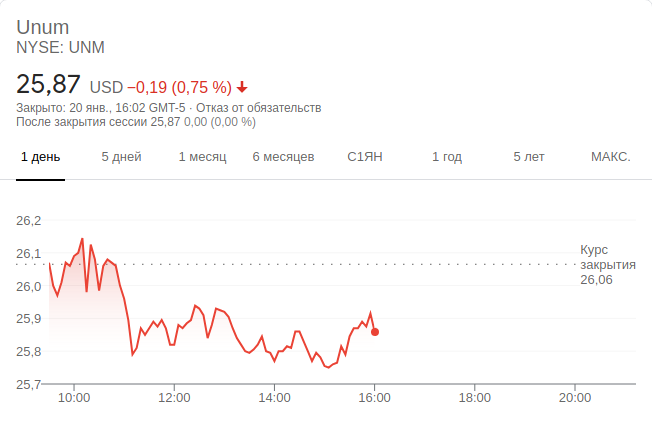 Unum
NYSE: UNM
25,87 USD −0,19 (0,75 %)
Закрыто: 20 янв., 16:02 GMT-5 · Отказ от обязательств
После закрытия сессии 25,87 0,00 (0,00 %)
1 день 5 дней 1 месяц 6 месяцев С1ЯН 1 год 5 лет МАКС.
26,2
26,1
26,0
25,9
25,8
25,7
Курс
закрытия
26,06
10:00 12:00 14:00 16:00 18:00 20:00